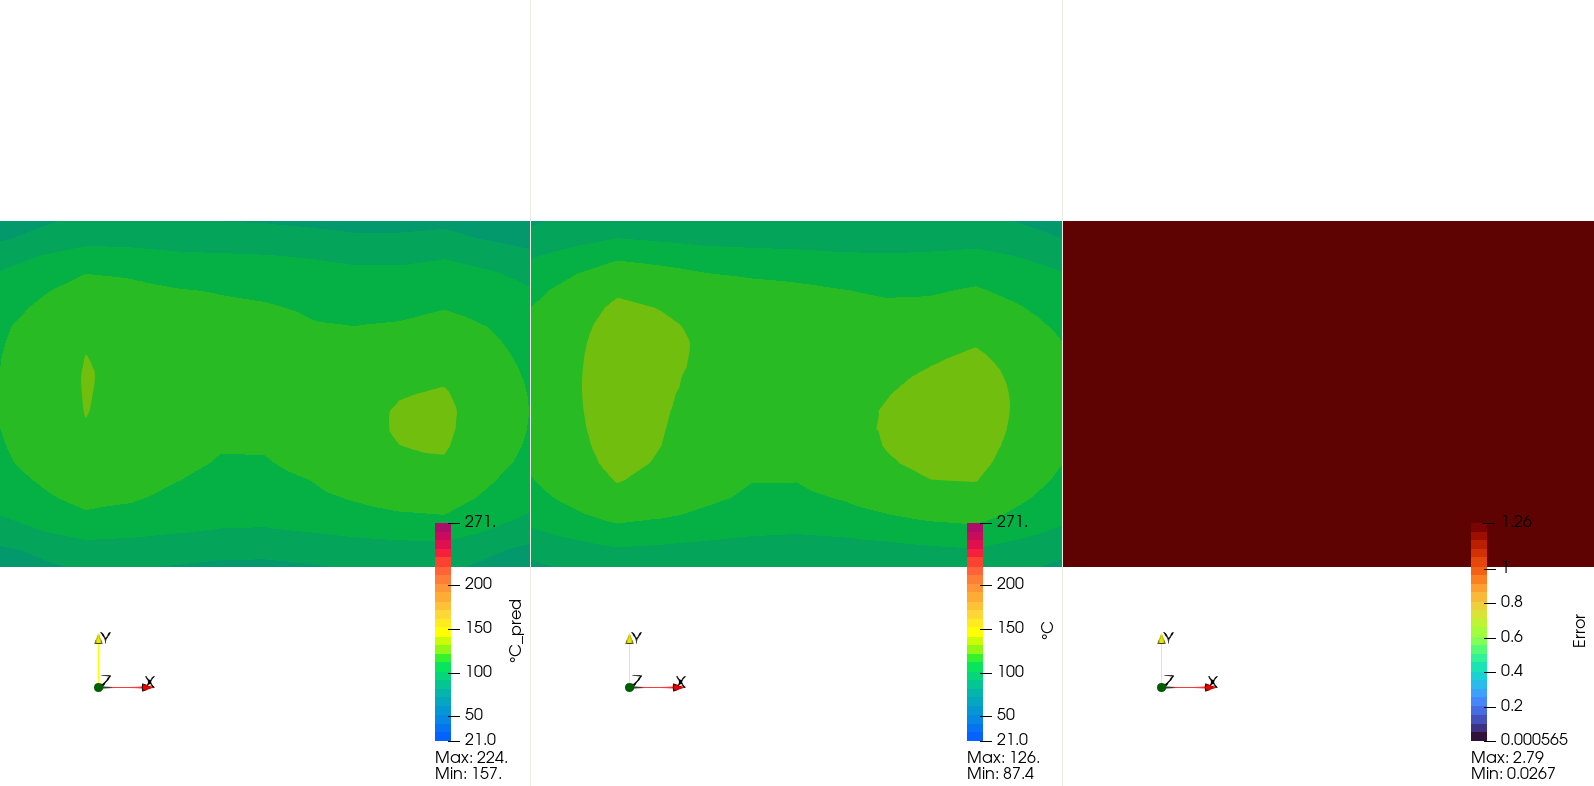 271.
200
150
100
50
21.0
°C_pred
Max: 224.
Min: 157.
Y
Z
X
271.
200
150
100
50
21.0
°C
Max: 126.
Min: 87.4
Y
Z
X
1.26
1
0.8
0.6
0.4
0.2
0.000565
Error
Max: 2.79
Min: 0.0267
Y
Z
X